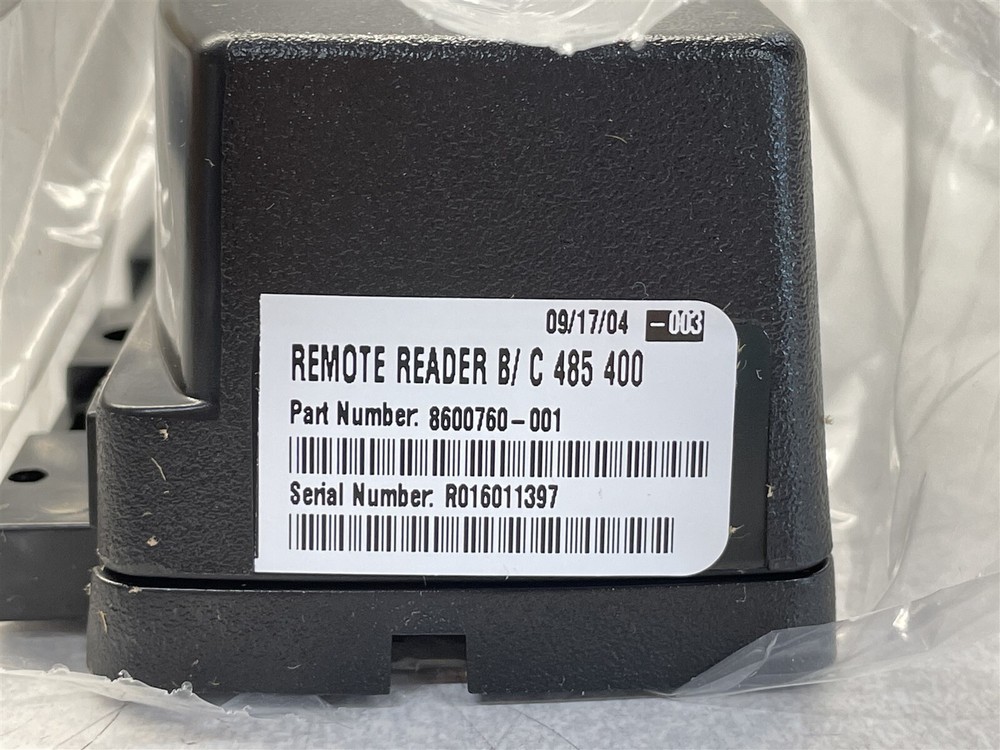 09/17/04 -003
REMOTE READER B/ C 485 400
Part Number: 8600760-001
Serial Number: R016011397